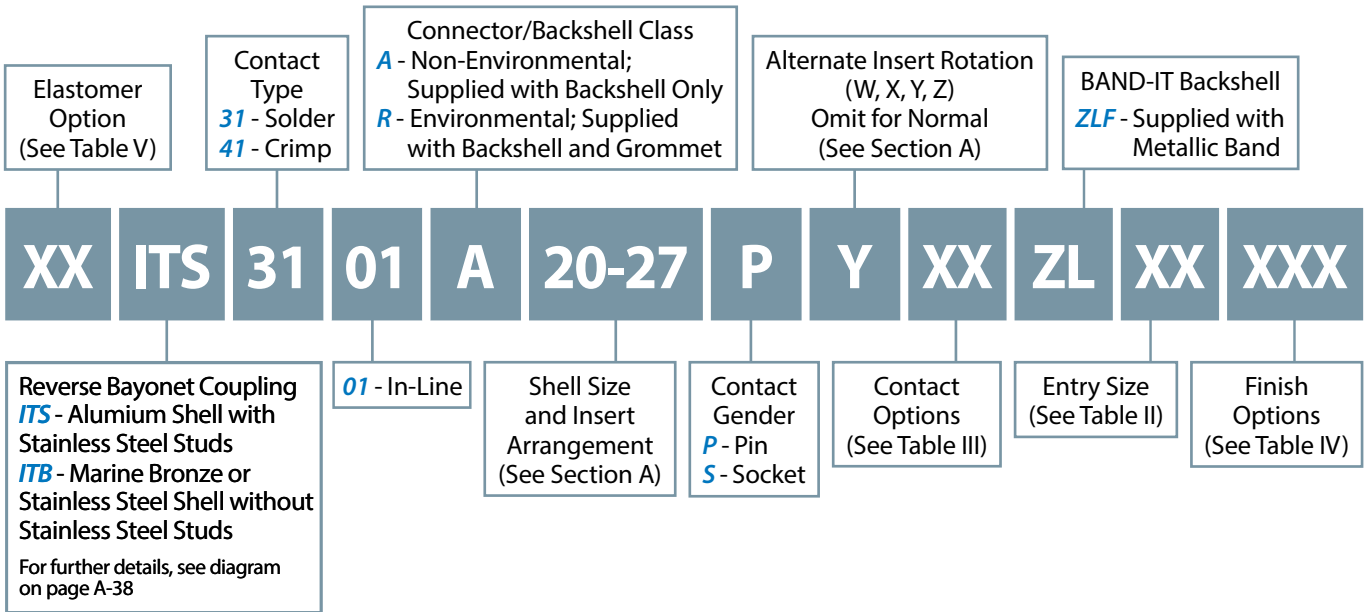 Elastomer
Option
(See Table V)
Contact
Type
31 - Solder
41 - Crimp
Connector/Backshell Class
A - Non-Environmental;
Supplied with Backshell Only
R - Environmental; Supplied
with Backshell and Grommet
Alternate Insert Rotation
(W, X, Y, Z)
Omit for Normal
(See Section A)
BAND-IT Backshell
ZLF - Supplied with
Metallic Band
XX ITS 31 01 A 20-27 P Y XX ZL XX XXX
Reverse Bayonet Coupling
ITS - Alumium Shell with
Stainless Steel Studs
ITB - Marine Bronze or
Stainless Steel Shell without
Stainless Steel Studs
For further details, see diagram
on page A-38
01 - In-Line
Shell Size
and Insert
Arrangement
(See Section A)
Contact
Gender
P - Pin
S - Socket
Contact
Options
(See Table III)
Entry Size
(See Table II)
Finish
Options
(See Table IV)